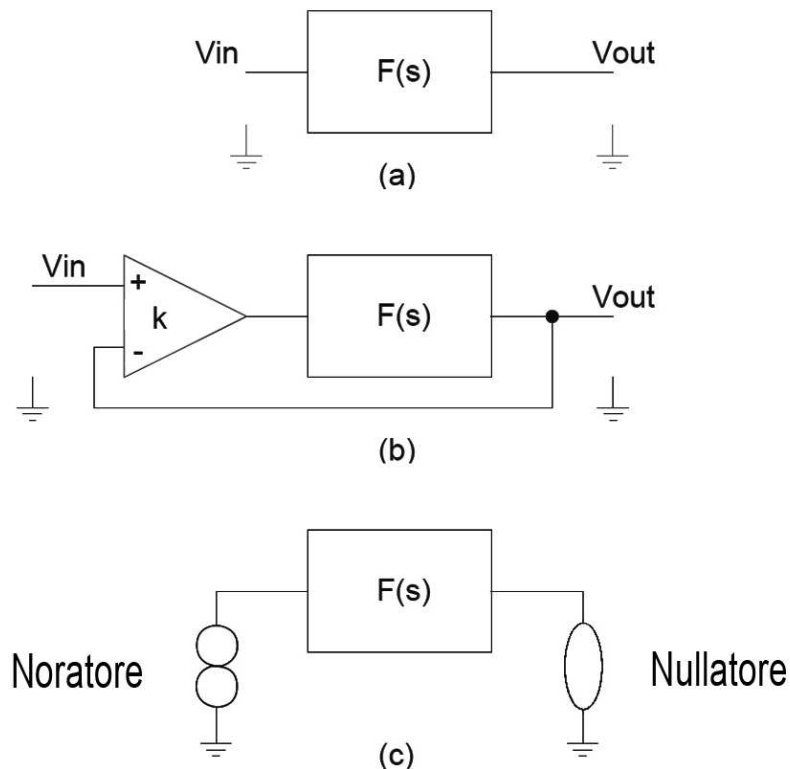 Vin
F(s)
Vout
(a)
Vin
+
k
-
F(s)
Vout
(b)
F(s)
Noratore
Nullatore
(c)